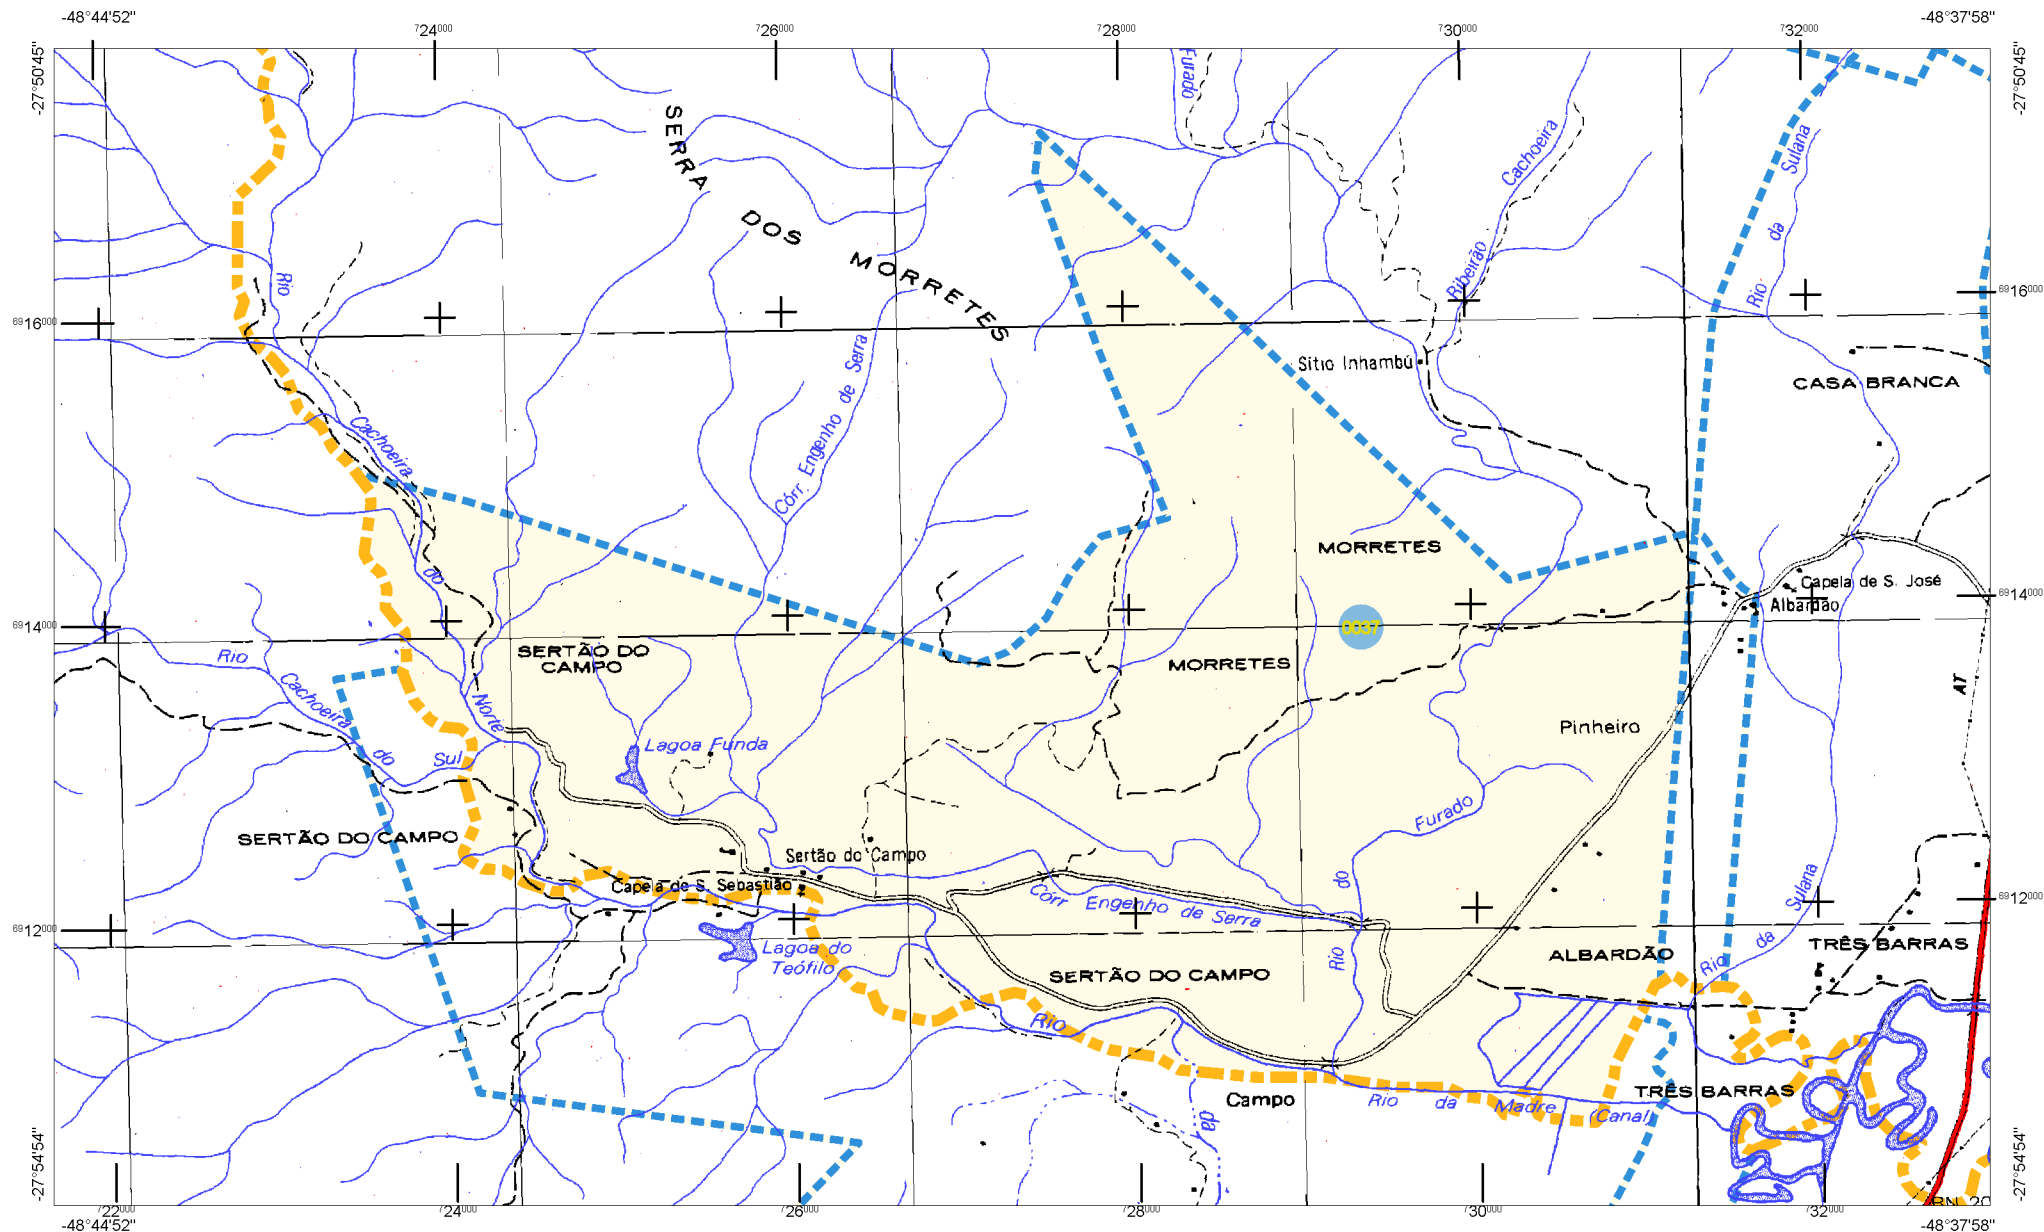 -48°44'52"
-48°37'58"
724000
726000
728000
730000
732000
-27°50'45"
-27°50'45"
Furado
SERRA
DOS
MORRETES
Cachoeira
Ribeirão
Sulana
da
Rio
Rio
6916000
6916000
Sítio Inhambú
CASA BRANCA
Córr. Engenho de Serra
Cachoeira
do
Norte
MORRETES
Capela de S. José
Albardão
6914000
6914000
0037
SERTÃO DO
CAMPO
MORRETES
Rio
Cachoeira
do
Sul
AT
Pinheiro
Lagoa Funda
Furado
do
Rio
SERTÃO DO CAMPO
Sertão do Campo
Capela de S. Sebastião
Córr Engenho de Serra
6912000
6912000
Sulana
da
Rio
Lagoa do
Teófilo
SERTÃO DO CAMPO
ALBARDÃO
TRÊS BARRAS
Rio
TRÊS BARRAS
Campo
Rio da Madre (Canal)
da
-27°54'54"
-27°54'54"
722000
724000
726000
728000
730000
732000
-48°44'52"
-48°37'58"